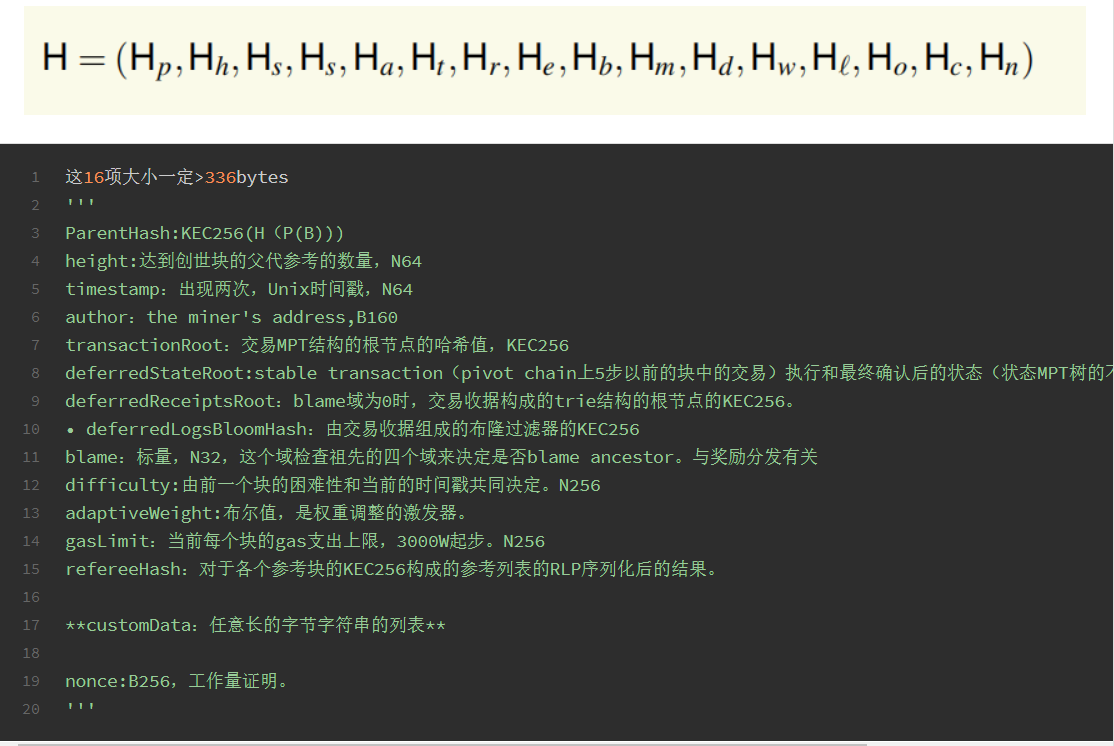 H = (H_p, H_h, H_s, H_s, H_a, H_t, H_r, H_e, H_b, H_m, H_d, H_w, H_ℓ, H_o, H_c, H_n)
1 这16项大小一定>336bytes
2 '''
3 ParentHash:KEC256(H（P(B)))
4 height:达到创世块的父代参考的数量，N64
5 timestamp：出现两次，Unix时间戳，N64
6 author：the miner's address,B160
7 transactionRoot：交易MPT结构的根节点的哈希值，KEC256
8 deferredStateRoot:stable transaction（pivot chain上5步以前的块中的交易）执行和最终确认后的状态（状态MPT树的
9 deferredReceiptsRoot：blame域为0时，交易收据构成的trie结构的根节点的KEC256。
10 • deferredLogsBloomHash：由交易收据组成的布隆过滤器的KEC256
11 blame：标量，N32，这个域检查祖先的四个域来决定是否blame ancestor。与奖励分发有关
12 difficulty:由前一个块的困难性和当前的时间戳共同决定。N256
13 adaptiveWeight:布尔值，是权重调整的激发器。
14 gasLimit：当前每个块的gas支出上限，3000W起步。N256
15 refereeHash：对于各个参考块的KEC256构成的参考列表的RLP序列化后的结果。
16
17 **customData：任意长的字节字符串的列表**
18
19 nonce:B256，工作量证明。
20 '''